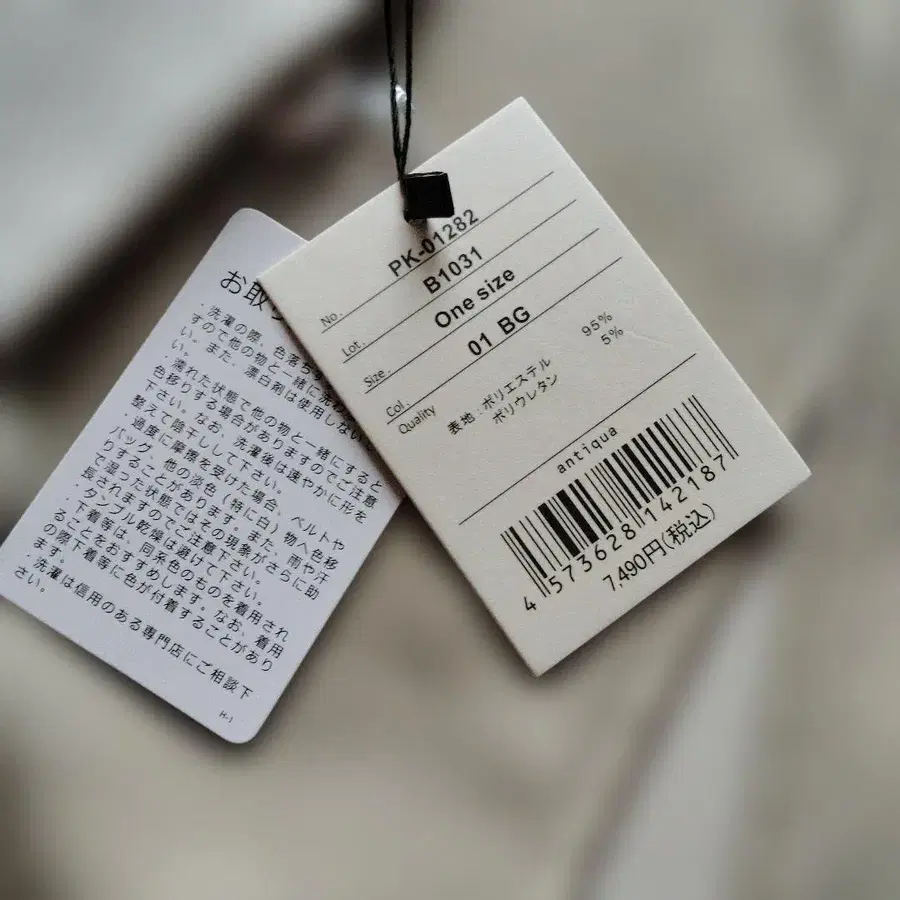 No. PK-01282
Lot. B1031
Size. One size
Col. 01 BG
Quality
表地:ポリエステル 95%
ポリウレタン 5%
antiqua
4 573628 142187
7,490円(税込)
お取
・洗濯の際、色落ち
すので他の物と一緒に洗わ
い。また、漂白剤は使用しない
・濡れた状態で他の物と一緒にすると
色移りする場合がありますのでご注意
下さい。なお、洗濯後は速やかに形を
整えて陰干しして下さい。
・過度に摩擦を受けた場合、ベルトや
バッグ、他の淡色(特に白)物へ色移
りすることがあります。また、雨や汗
で湿った状態ではその現象がさらに助
長されますのでご注意下さい。
・タンブル乾燥は避けて下さい。
・下着等は、同系色のものを着用され
ることをおすすめします。なお、着用
の際下着等に色が付着することがあり
ます。
・洗濯は信用のある専門店にご相談下
さい。
H-1